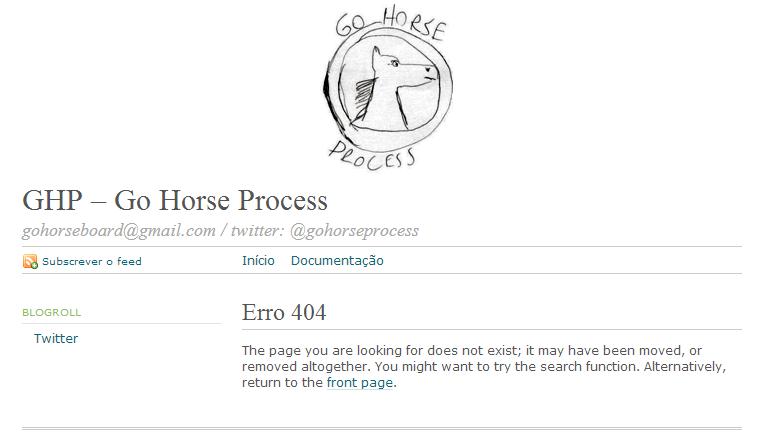 GO HORSE
PROCESS
GHP – Go Horse Process
gohorseboard@gmail.com / twitter: @gohorseprocess
Subscrever o feed
Início Documentação
BLOGROLL
Twitter
Erro 404
The page you are looking for does not exist; it may have been moved, or
removed altogether. You might want to try the search function. Alternatively,
return to the front page.